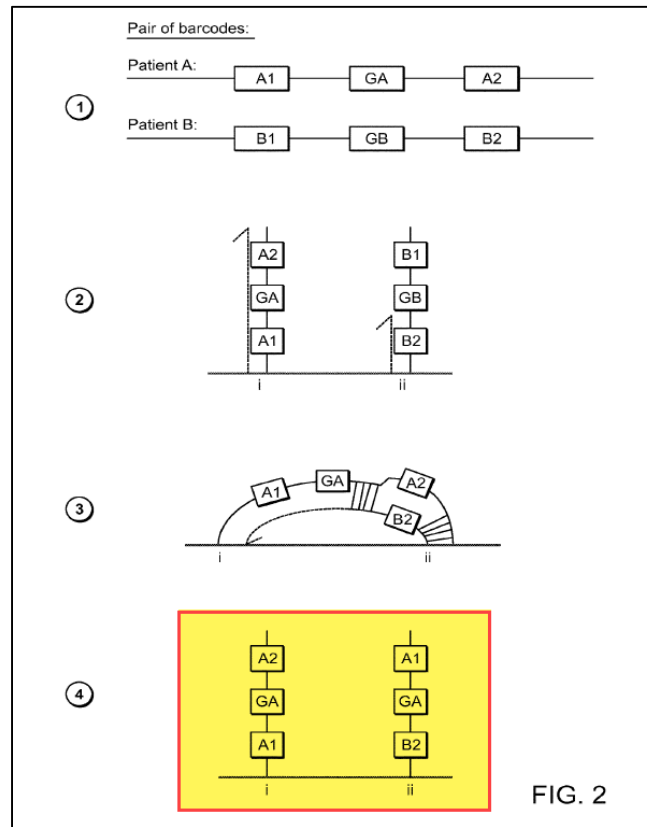 Pair of barcodes:
Patient A:
A1 GA A2
1
Patient B:
B1 GB B2
2
A2 B1
GA GB
A1 B2
i ii
3
A1 GA A2
B2
i ii
4
A2 A1
GA GA
A1 B2
i ii
FIG. 2